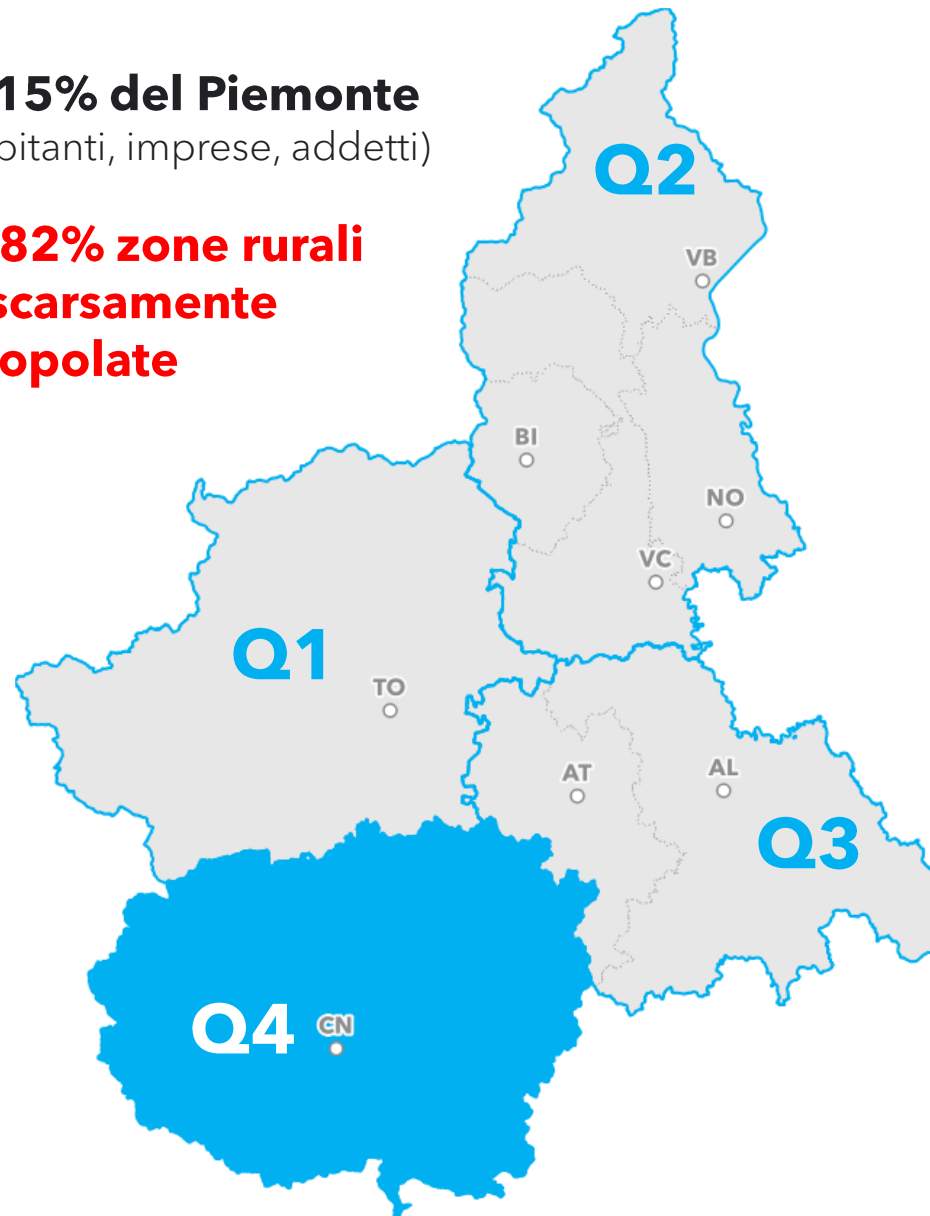 15% del Piemonte
bitanti, imprese, addetti)
82% zone rurali
scarsamente
opolate
Q2
VB
BI
NO
VC
Q1
TO
AT
AL
Q3
Q4
CN